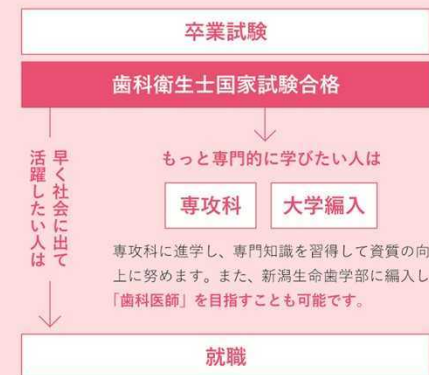 卒業試験
歯科衛生士国家試験合格
早く社会に出て
活躍したい人は
もっと専門的に学びたい人は
専攻科
大学編入
専攻科に進学し、専門知識を習得して資質の向
上に努めます。また、新潟生命歯学部に編入し
「歯科医師」を目指すことも可能です。
就職